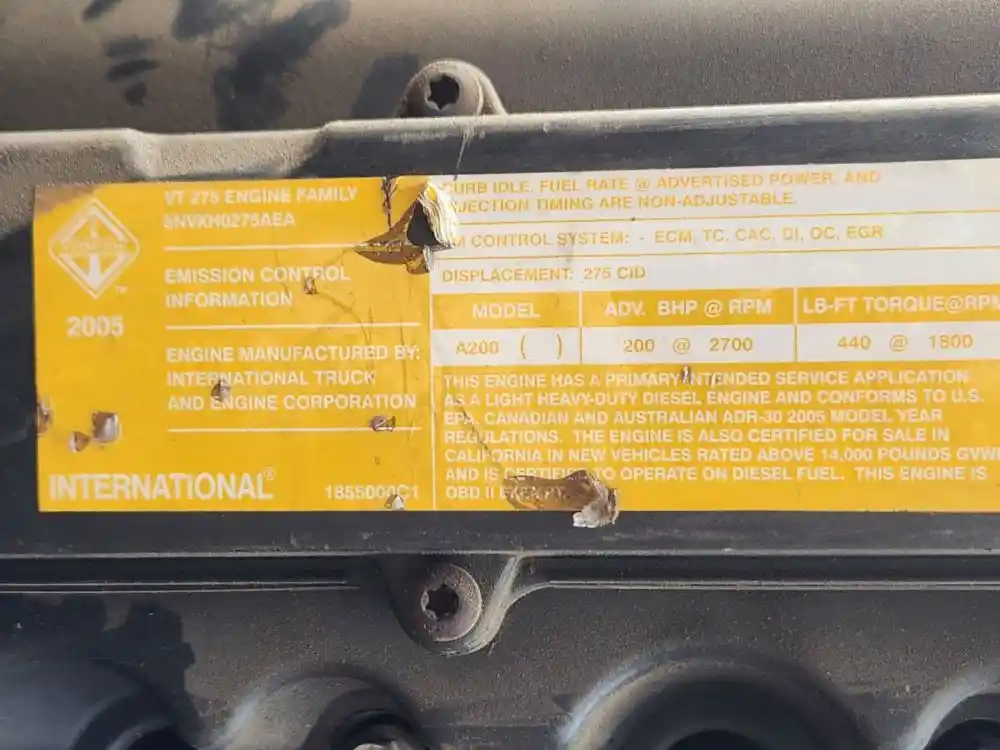 VT 275 ENGINE FAMILY
5NVXH0275AEA
INTERNATIONAL
TM
2005
EMISSION CONTROL
INFORMATION
ENGINE MANUFACTURED BY:
INTERNATIONAL TRUCK
AND ENGINE CORPORATION
INTERNATIONAL®
1855000C1
CURB IDLE, FUEL RATE @ ADVERTISED POWER, AND
INJECTION TIMING ARE NON-ADJUSTABLE.
CONTROL SYSTEM: - ECM, TC, CAC, DI, OC, EGR
DISPLACEMENT: 275 CID
MODEL ADV. BHP @ RPM LB-FT TORQUE@RPM
A200 ( ) 200 @ 2700 440 @ 1800
THIS ENGINE HAS A PRIMARY INTENDED SERVICE APPLICATION
AS A LIGHT HEAVY-DUTY DIESEL ENGINE AND CONFORMS TO U.S.
EPA, CANADIAN AND AUSTRALIAN ADR-30 2005 MODEL YEAR
REGULATIONS. THE ENGINE IS ALSO CERTIFIED FOR SALE IN
CALIFORNIA IN NEW VEHICLES RATED ABOVE 14,000 POUNDS GVWR
AND IS CERTIFIED TO OPERATE ON DIESEL FUEL. THIS ENGINE IS
OBD II